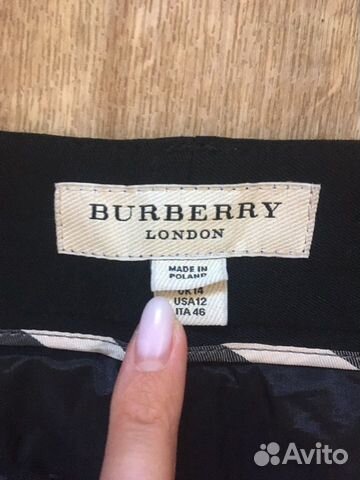 BURBERRY
LONDON
MADE IN
POLAND
UK14
USA12
ITA 46
Avito